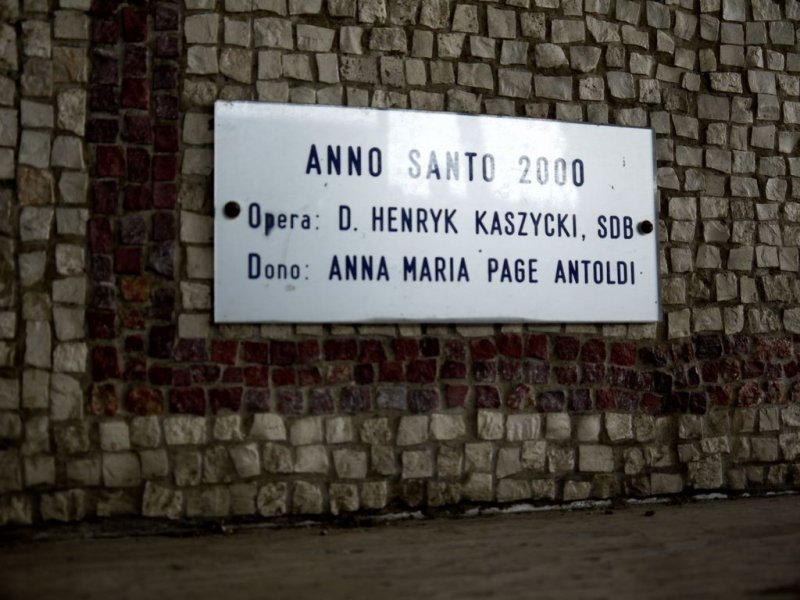 ANNO SANTO 2000
Opera: D. HENRYK KASZYCKI, SDB
Dono: ANNA MARIA PAGE ANTOLDI